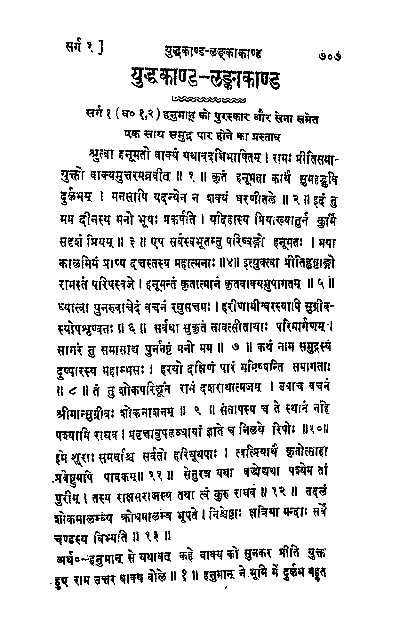 सर्ग १ ] युद्धकाण्ड-लङ्काकाण्ड ७०७
युद्धकाण्ड-लङ्काकाण्ड
सर्ग १ (घ० १,२) हनुमान् को पुरस्कार और सेना समेत
एक साथ समुद्र पार होने का प्रस्ताव
श्रुत्वा हनूमतो वाक्यं यथावदभिभाषितम् । रामः प्रीतिसमा-
युक्तो वाक्यमुत्तरमब्रवीत् ॥ १ ॥ कृतं हनूमता कार्यं सुमहद्भुवि
दुर्लभम् । मनसापि यदन्येन न शक्यं धरणीतले ॥ २ ॥ इदं तु
मम दीनस्य मनो भूयः प्रकर्षति । यदिहास्य प्रियाख्यातुर्न कुर्मि
सदृशं प्रियम् ॥ ३ ॥ एष सर्वस्वभूतस्तु परिष्वङ्गो हनूमतः । मया
कालमिमं प्राप्य दत्तस्तस्य महात्मनः ॥४॥ इत्युक्त्वा प्रीतिहृष्टाङ्गो
रामस्तं परिषस्वजे । हनूमन्तं कृतात्मानं कृतवाक्यमुपागतम् ॥ ५ ॥
ध्यात्वा पुनरुवाचेदं वचनं रघुसत्तमः । हरीणामीश्वरस्यापि सुग्रीव-
स्योपशृण्वतः ॥ ६ ॥ सर्वथा सुकृतं तावत्सीतायाः परिमार्गणम् ।
सागरं तु समासाद्य पुनर्नष्टं मनो मम ॥ ७ ॥ कथं नाम समुद्रस्य
दुष्पारस्य महाम्भसः । हरयो दक्षिणं पारं गमिष्यन्ति समागताः
॥ ८ ॥ तं तु शोकपरिद्यूनं रामं दशरथात्मजम् । उवाच वचनं
श्रीमान्सुग्रीवः शोकनाशनम् ॥ ९ ॥ संतापस्य च ते स्थानं नहि
पश्यामि राघव । प्रवृत्तावुपलब्धायां ज्ञाते च निलये रिपोः ॥१०॥
इमे शूराः समर्थाश्च सर्वतो हरियूथपाः । त्वत्प्रियार्थं कृतोत्साहाः
प्रवेष्टुमपि पावकम् ॥ ११ ॥ सेतुरत्र यथा बध्येद्यथा पश्येम तां
पुरीम् । तस्य राक्षसराजस्य तथा त्वं कुरु राघव ॥ १२ ॥ तदलं
शोकमालम्ब्य क्रोधमालम्ब भूपते । निश्चेष्टाः क्षत्रिया मन्दाः सर्वे
चण्डस्य बिभ्यति ॥ १३ ॥
अर्थ०-हनुमान् से यथावत् कहे वाक्य को सुनकर प्रीति युक्त
हुए राम उत्तर वाक्य बोले ॥ १ ॥ हनुमान् ने भूमि में दुर्लभ बहुत